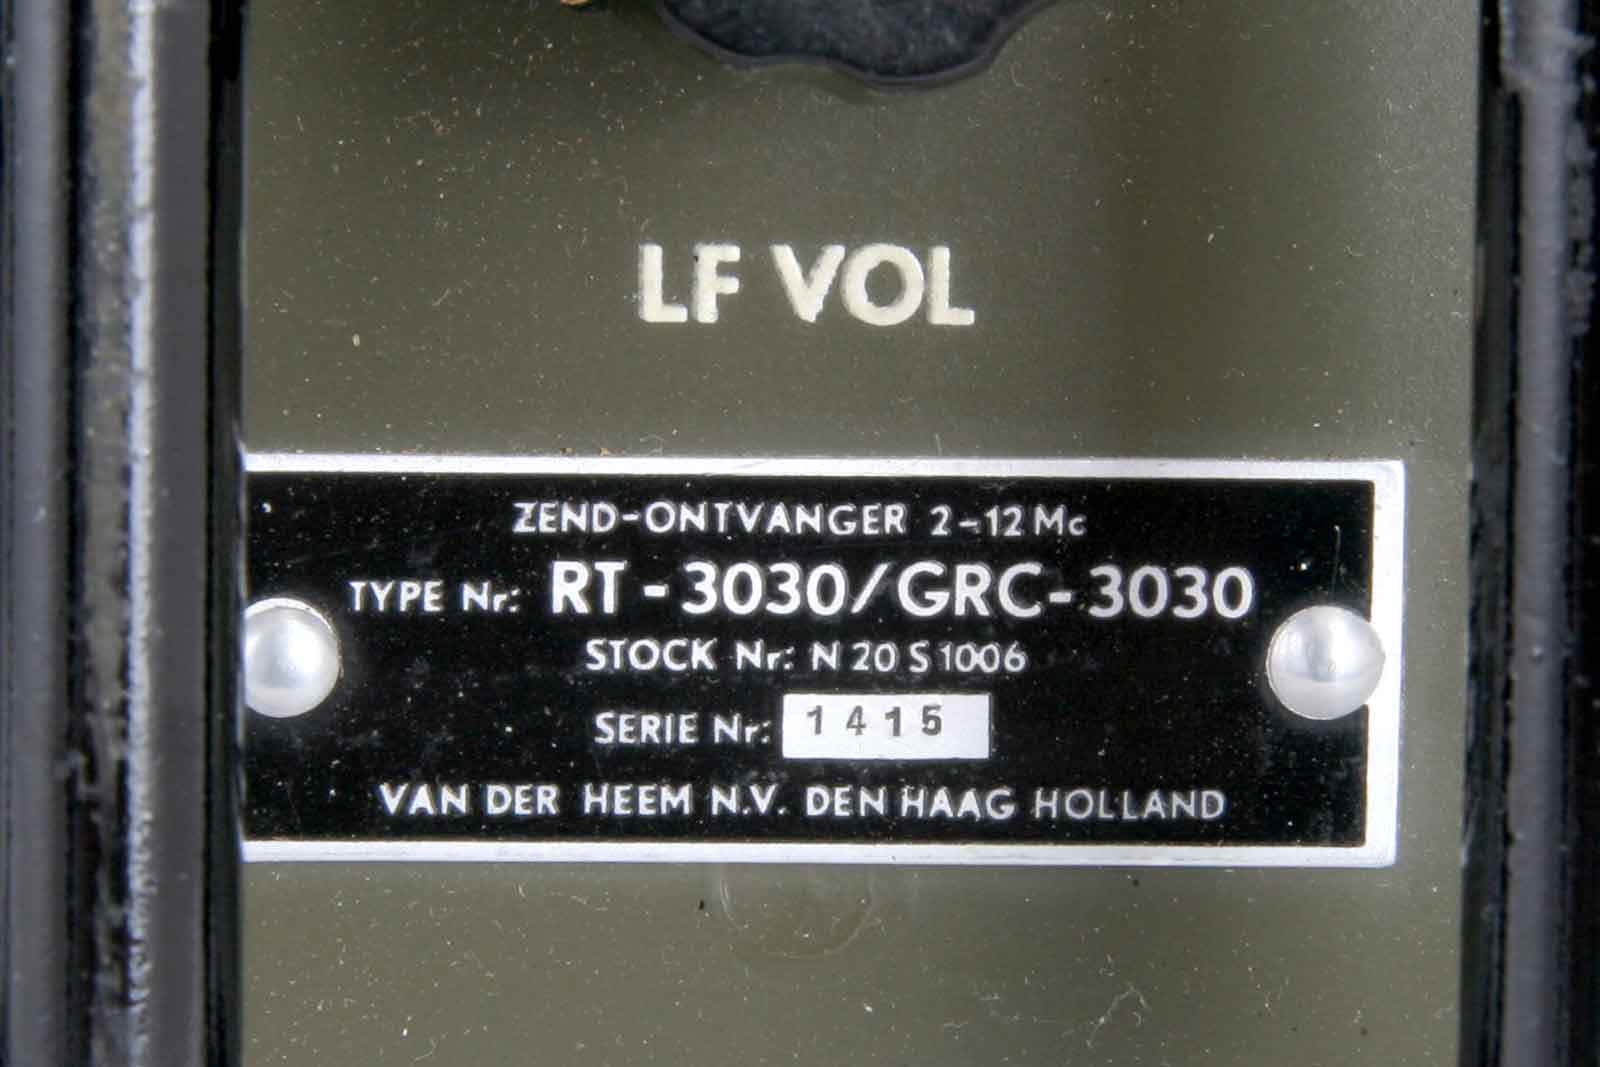 LF VOL
ZEND-ONTVANGER 2-12 Mc
TYPE Nr: RT-3030/GRC-3030
STOCK Nr: N 20 S 1006
SERIE Nr: 1415
VAN DER HEEM N.V. DEN HAAG HOLLAND